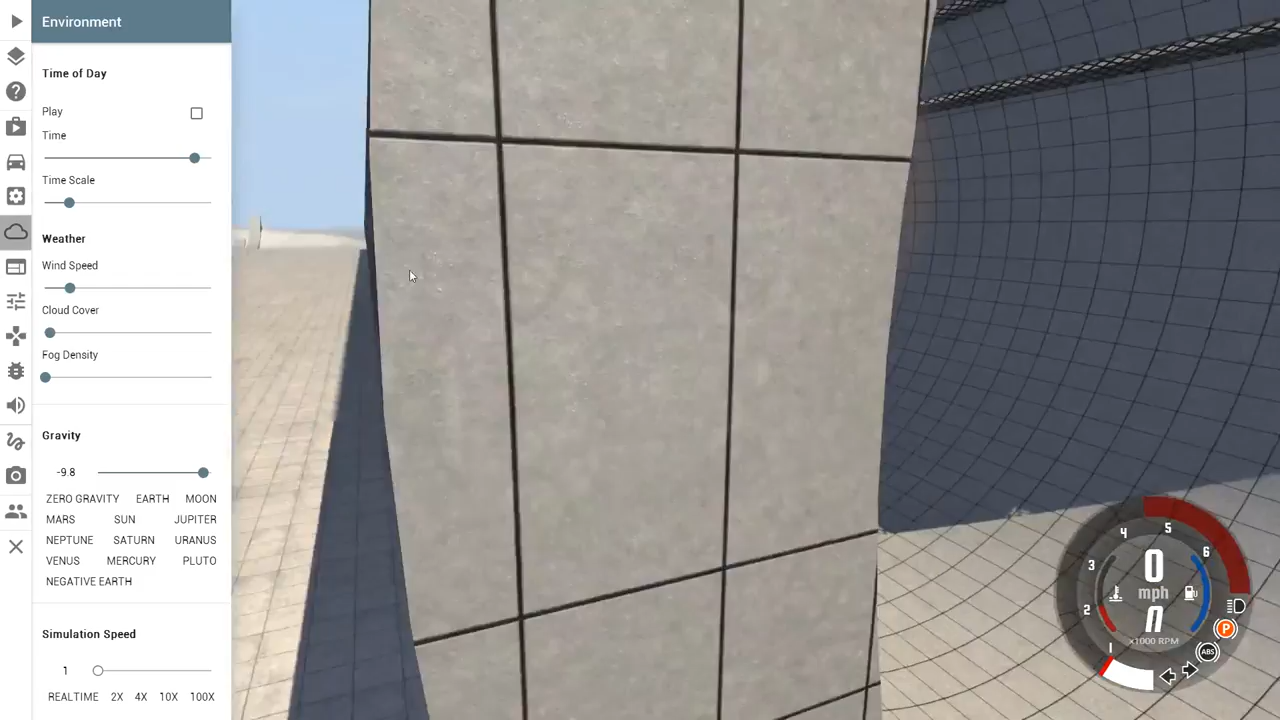 Environment
Time of Day
Play
Time
Time Scale
Weather
Wind Speed
Cloud Cover
Fog Density
Gravity
-9.8
ZERO GRAVITY EARTH MOON
MARS SUN JUPITER
NEPTUNE SATURN URANUS
VENUS MERCURY PLUTO
NEGATIVE EARTH
Simulation Speed
1
REALTIME 2X 4X 10X 100X
1 2 3 4 5 6
0
mph
n
x1000 RPM
P
ABS